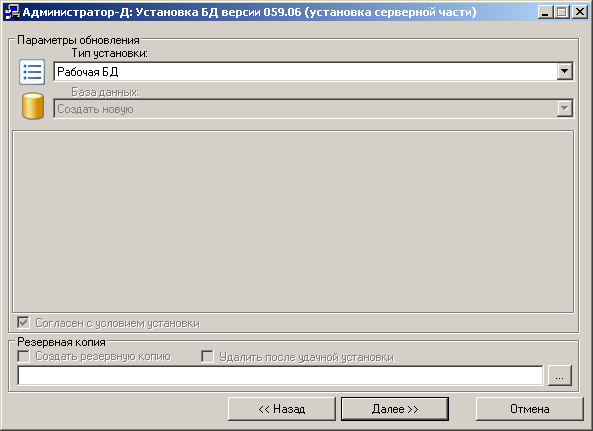 Администратор-Д: Установка БД версии 059.06 (установка серверной части)
Параметры обновления
Тип установки:
Рабочая БД
База данных:
Создать новую
Согласен с условием установки
Резервная копия
Создать резервную копию Удалить после удачной установки
...
<< Назад Далее >> Отмена